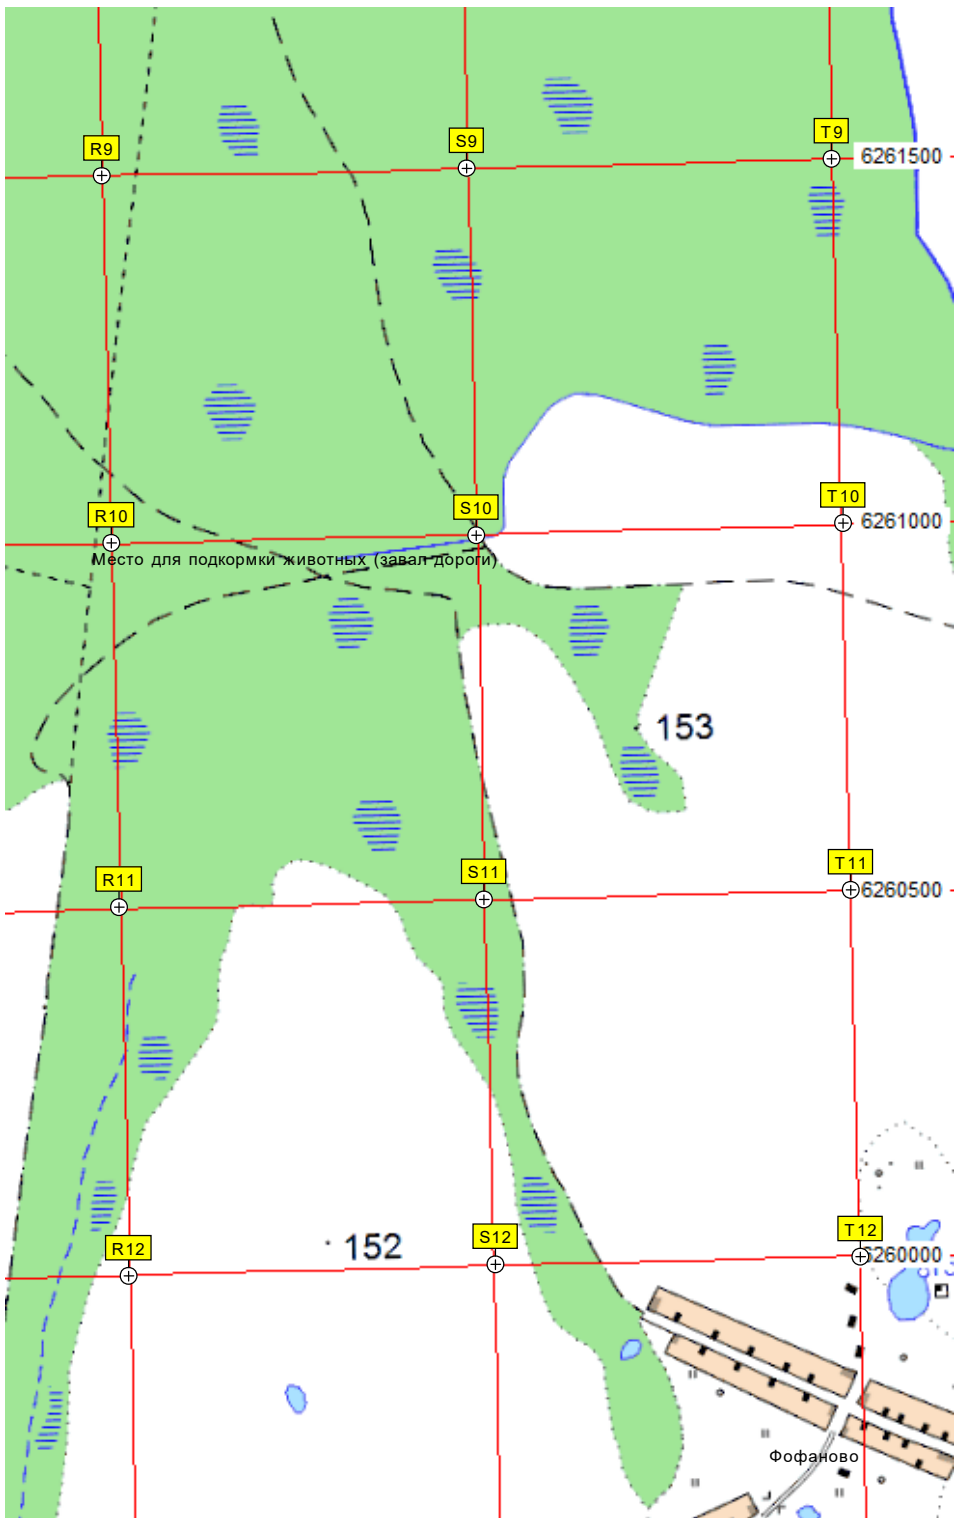 T9
S9
R9
6261500
T10
S10
R10
6261000
Место для подкормки животных (завал дороги)
153
T11
S11
R11
6260500
T12
S12
R12
152
6260000
Фофаново